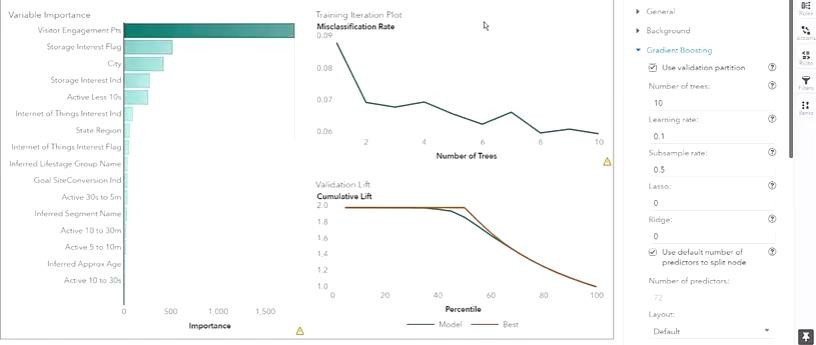 Variable Importance
Visitor Engagement Pts
Storage Interest Flag
City
Storage Interest Ind
Active Less 10s
Internet of Things Interest Ind
State Region
Internet of Things Interest Flag
Inferred Lifestage Group Name
Goal SiteConversion Ind
Active 30s to 5m
Inferred Segment Name
Active 10 to 30m
Active 5 to 10m
Inferred Approx Age
Active 10 to 30s
0 500 1,000 1,500
Importance
Training Iteration Plot
Misclassification Rate
0.09
0.08
0.07
0.06
2 4 6 8 10
Number of Trees
Validation Lift
Cumulative Lift
2.0
1.8
1.6
1.4
1.2
1.0
0 20 40 60 80 100
Percentile
Model Best
General
Background
Gradient Boosting
Use validation partition
Number of trees:
10
Learning rate:
0.1
Subsample rate:
0.5
Lasso:
0
Ridge:
0
Use default number of
predictors to split node
Number of predictors:
72
Layout:
Default
Rules
Filters